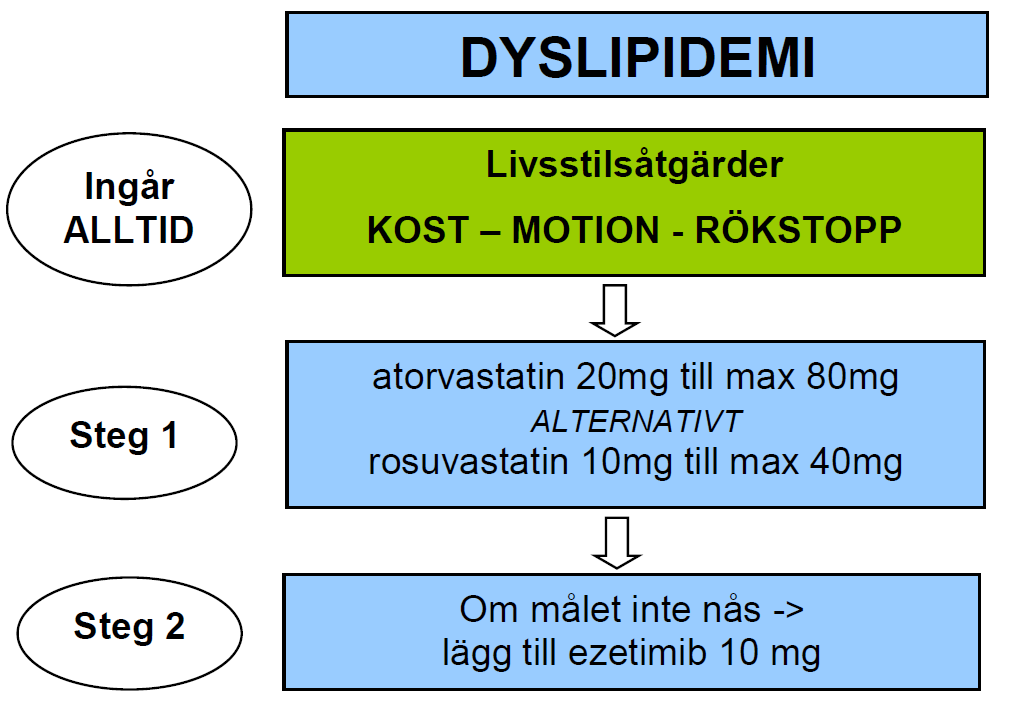 DYSLIPIDEMI
Ingår
ALLTID
Livsstilsåtgärder
KOST – MOTION - RÖKSTOPP
Steg 1
atorvastatin 20mg till max 80mg
ALTERNATIVT
rosuvastatin 10mg till max 40mg
Steg 2
Om målet inte nås ->
lägg till ezetimib 10 mg